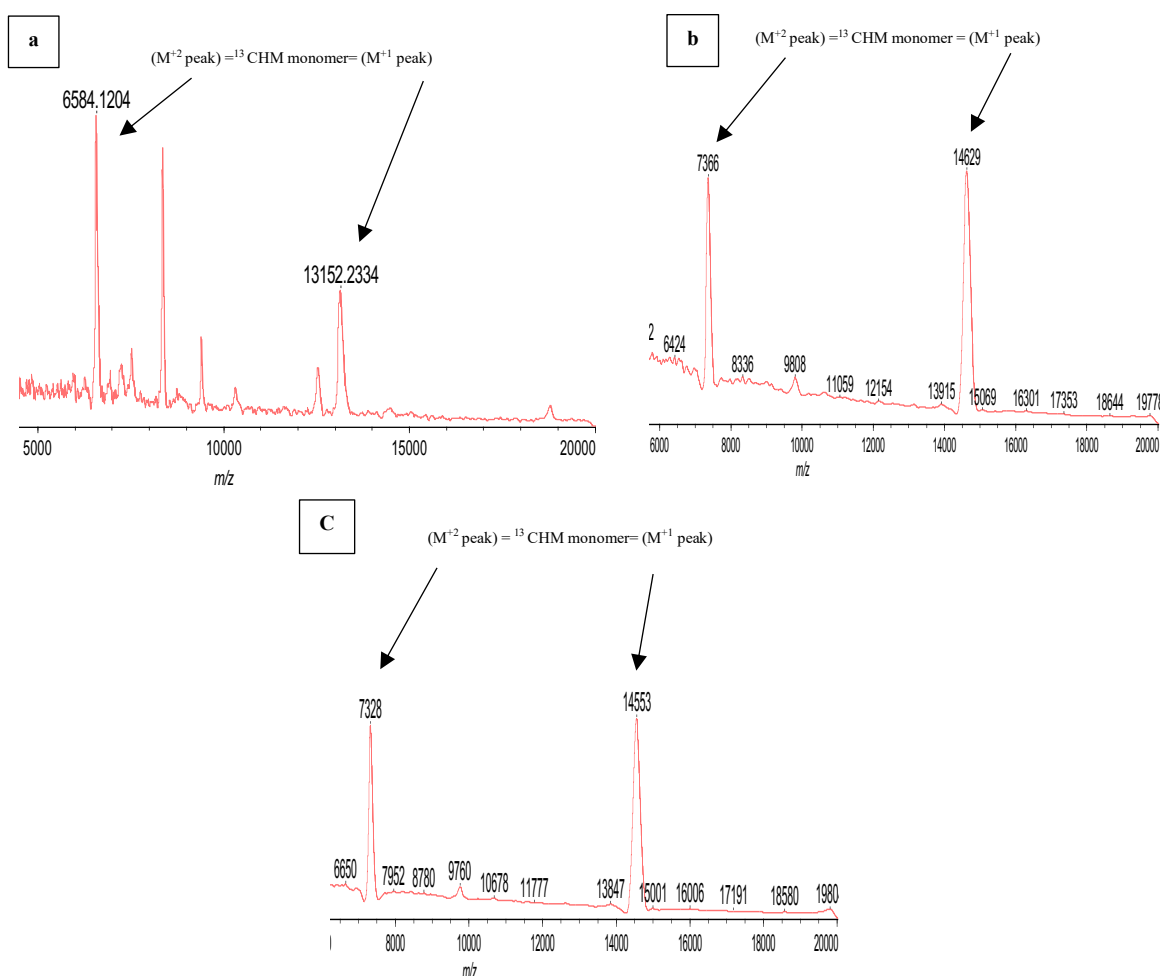 a
(M⁺² peak) =¹³ CHM monomer= (M⁺¹ peak)
6584.1204
13152.2334
5000 10000 15000 20000
m/z
b
(M⁺² peak) =¹³ CHM monomer = (M⁺¹ peak)
7366
14629
2
6424
8336
9808
11059
12154
13915
15069
16301
17353
18644
19778
6000 8000 10000 12000 14000 16000 18000 20000
m/z
C
(M⁺² peak) = ¹³ CHM monomer= (M⁺¹ peak)
7328
14553
6650
7952
8780
9760
10678
11777
13847
15001
16006
17191
18580
1980
8000 10000 12000 14000 16000 18000 20000
m/z